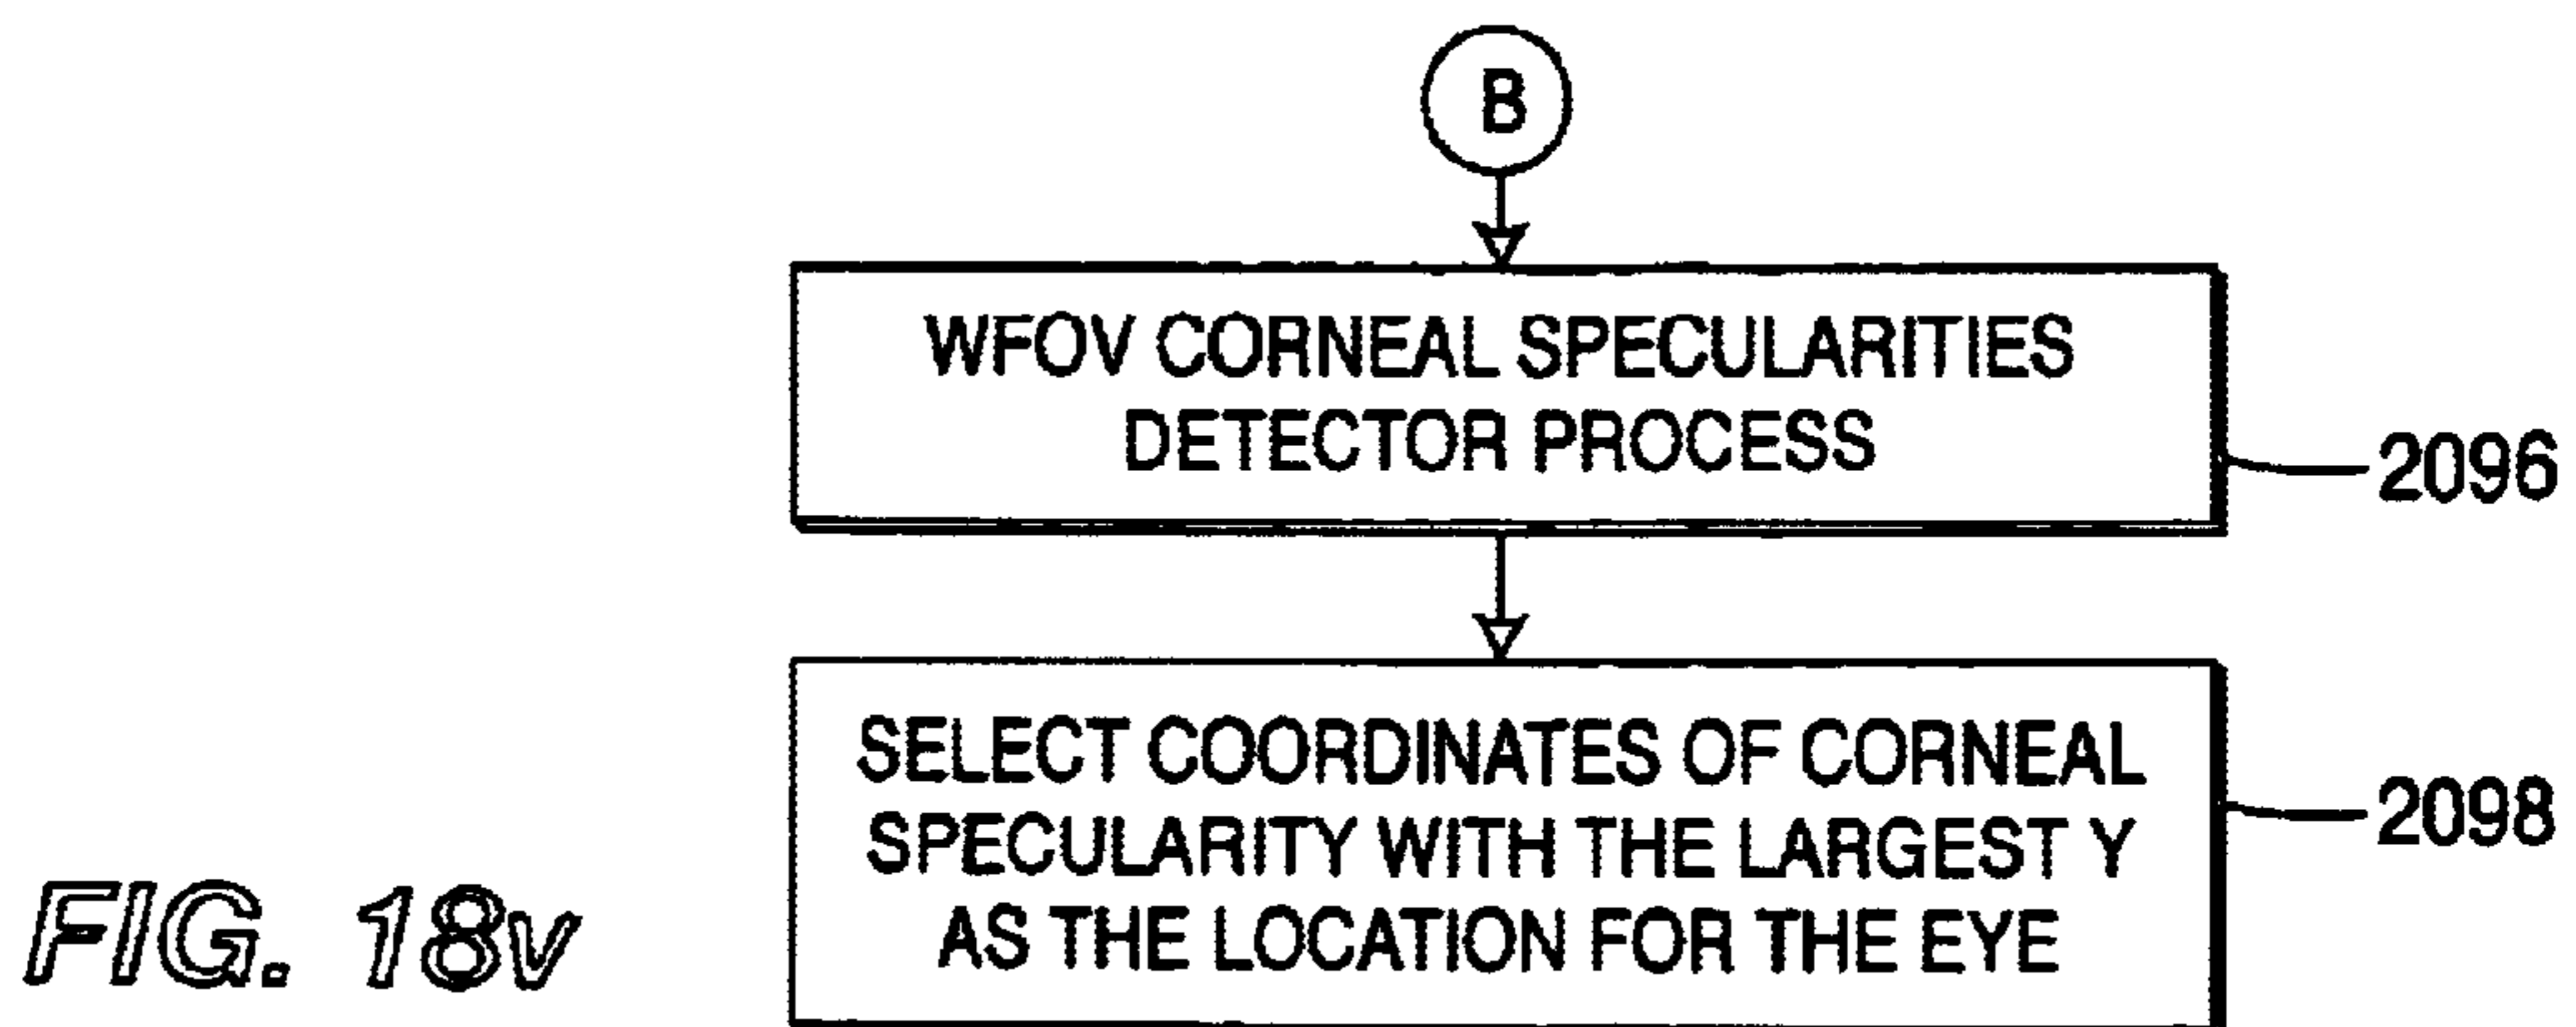 B
WFOV CORNEAL SPECULARITIES
DETECTOR PROCESS
2096
SELECT COORDINATES OF CORNEAL
SPECULARITY WITH THE LARGEST Y
AS THE LOCATION FOR THE EYE
2098
FIG. 18v